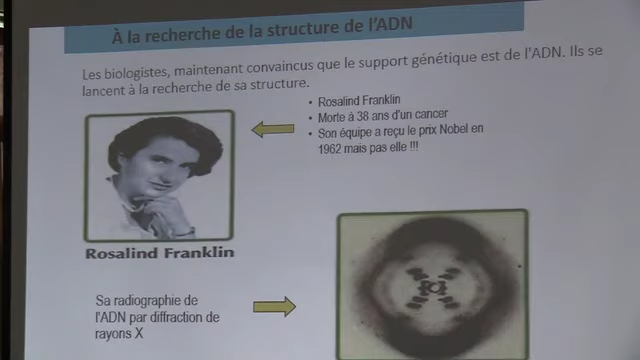 À la recherche de la structure de l'ADN
Les biologistes, maintenant convaincus que le support génétique est de l'ADN. Ils se
lancent à la recherche de sa structure.
• Rosalind Franklin
• Morte à 38 ans d'un cancer
• Son équipe a reçu le prix Nobel en
1962 mais pas elle !!!
Rosalind Franklin
Sa radiographie de
l'ADN par diffraction de
rayons X